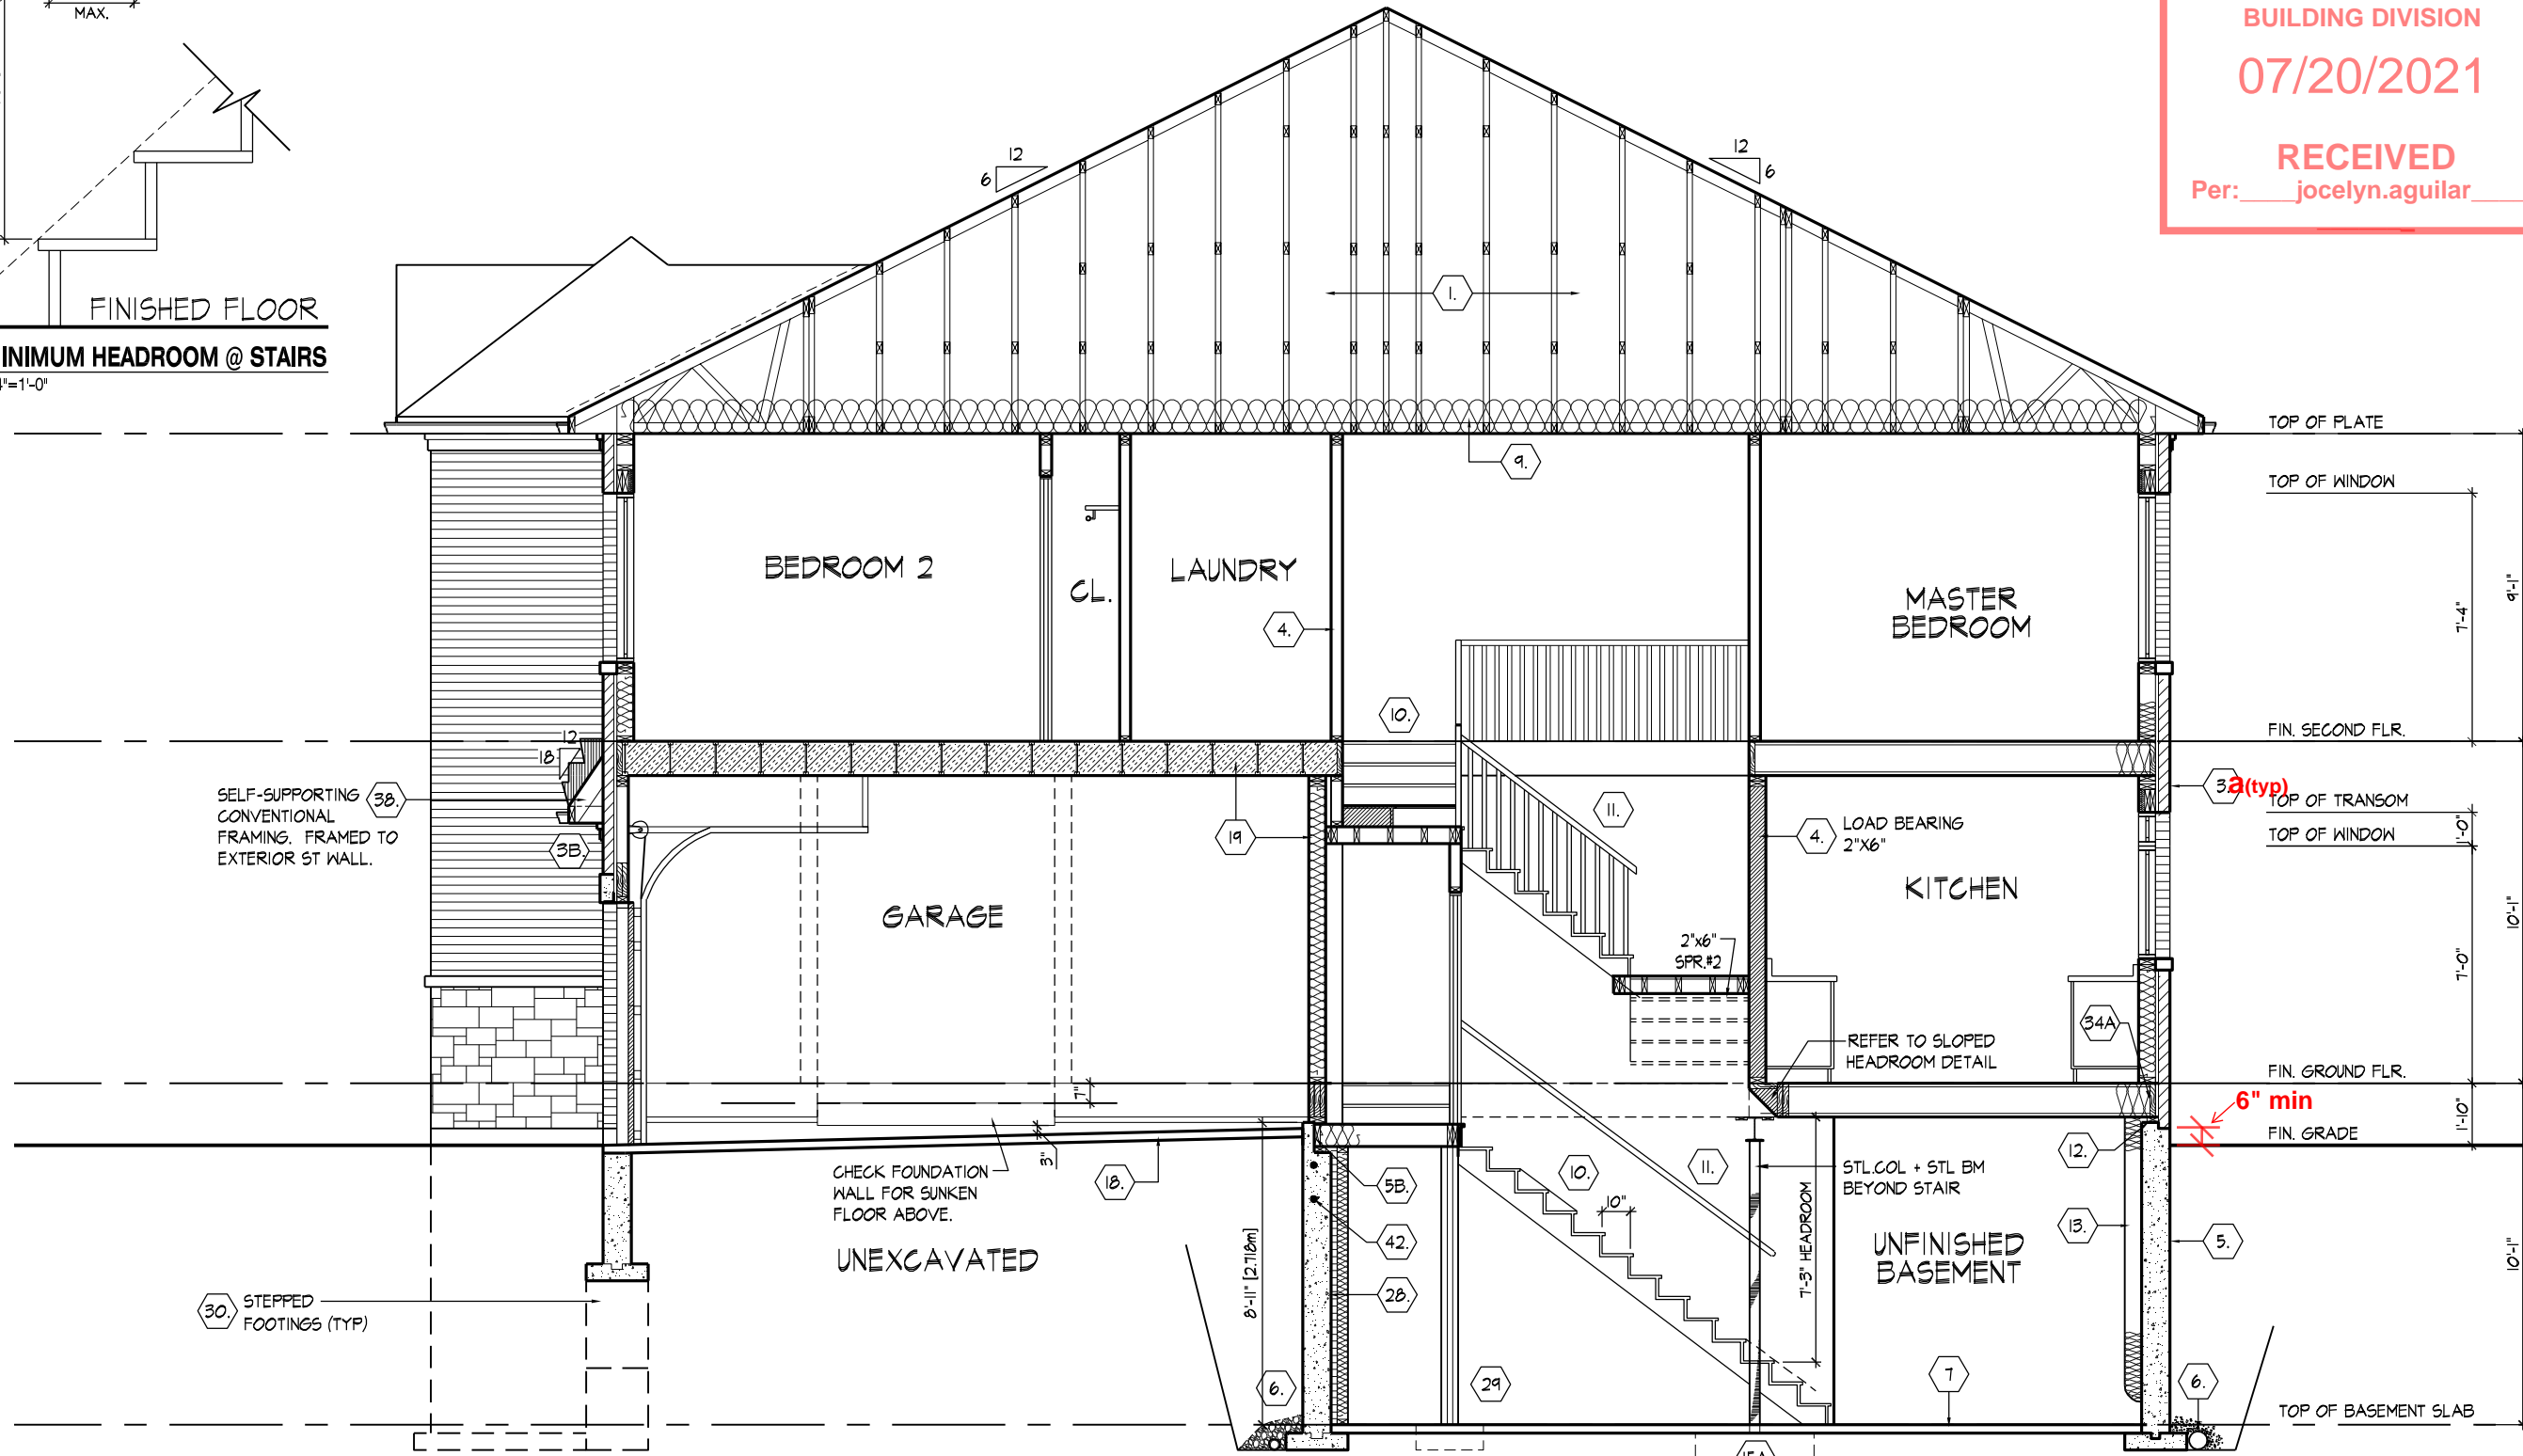 MAX.
FINISHED FLOOR
INIMUM HEADROOM @ STAIRS
"=1'-0"
BUILDING DIVISION
07/20/2021
RECEIVED
Per:____jocelyn.aguilar____
12
6
12
6
1.
9.
TOP OF PLATE
TOP OF WINDOW
BEDROOM 2
CL.
LAUNDRY
4.
MASTER
BEDROOM
7'-4"
9'-1"
10.
FIN. SECOND FLR.
12
18
SELF-SUPPORTING
CONVENTIONAL
FRAMING. FRAMED TO
EXTERIOR ST WALL.
38.
3B.
19
11.
4.
LOAD BEARING
2"X6"
3.
a(typ)
TOP OF TRANSOM
TOP OF WINDOW
1'-0"
GARAGE
KITCHEN
2"x6"
SPR.#2
7'-0"
10'-1"
34A
REFER TO SLOPED
HEADROOM DETAIL
FIN. GROUND FLR.
7"
6" min
1'-10"
FIN. GRADE
3"
CHECK FOUNDATION
WALL FOR SUNKEN
FLOOR ABOVE.
18.
5B.
10.
10"
11.
STL.COL + STL BM
BEYOND STAIR
12.
13.
5.
42.
UNEXCAVATED
8'-11" [2.718m]
28.
7'-3" HEADROOM
UNFINISHED
BASEMENT
10'-1"
30.
STEPPED
FOOTINGS (TYP)
6.
29
7
6.
TOP OF BASEMENT SLAB
15A